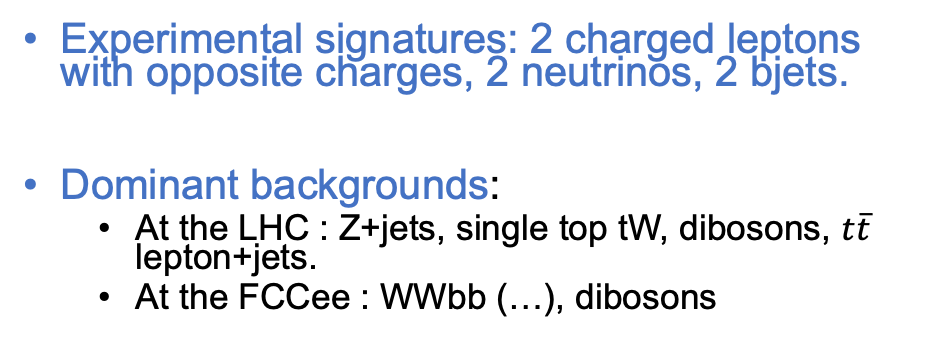 • Experimental signatures: 2 charged leptons
with opposite charges, 2 neutrinos, 2 bjets.
• Dominant backgrounds:
• At the LHC : Z+jets, single top tW, dibosons, 𝑡𝑡̄
lepton+jets.
• At the FCCee : WWbb (…), dibosons